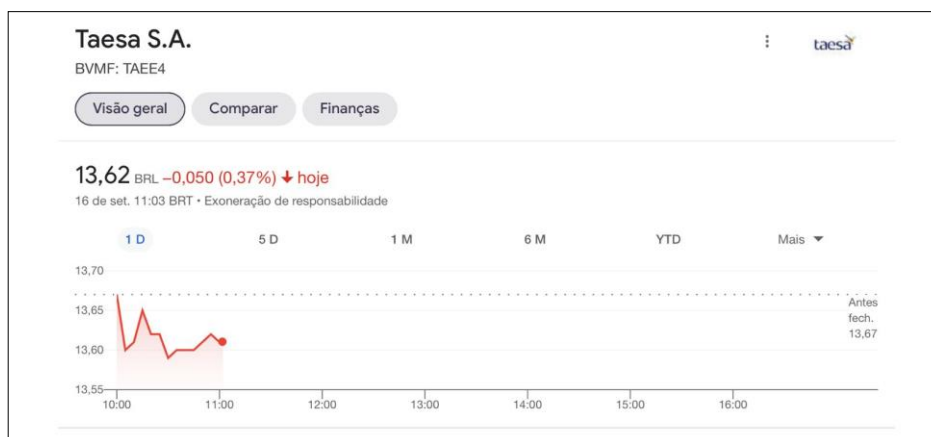 Taesa S.A.
taesa
BVMF: TAEE4
Visão geral Comparar Finanças
13,62 BRL −0,050 (0,37%) ↓ hoje
16 de set. 11:03 BRT • Exoneração de responsabilidade
1 D 5 D 1 M 6 M YTD Mais
13,70
13,65
13,60
13,55
Antes
fech.
13,67
10:00 11:00 12:00 13:00 14:00 15:00 16:00